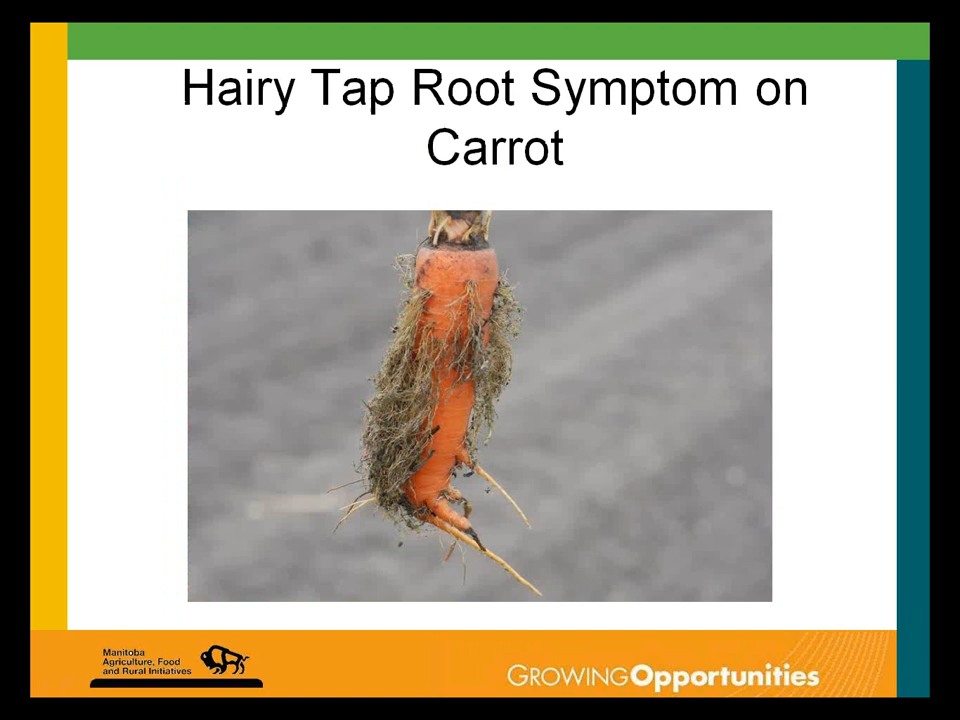 Hairy Tap Root Symptom on
Carrot
Manitoba
Agriculture, Food
and Rural Initiatives
GROWING Opportunities